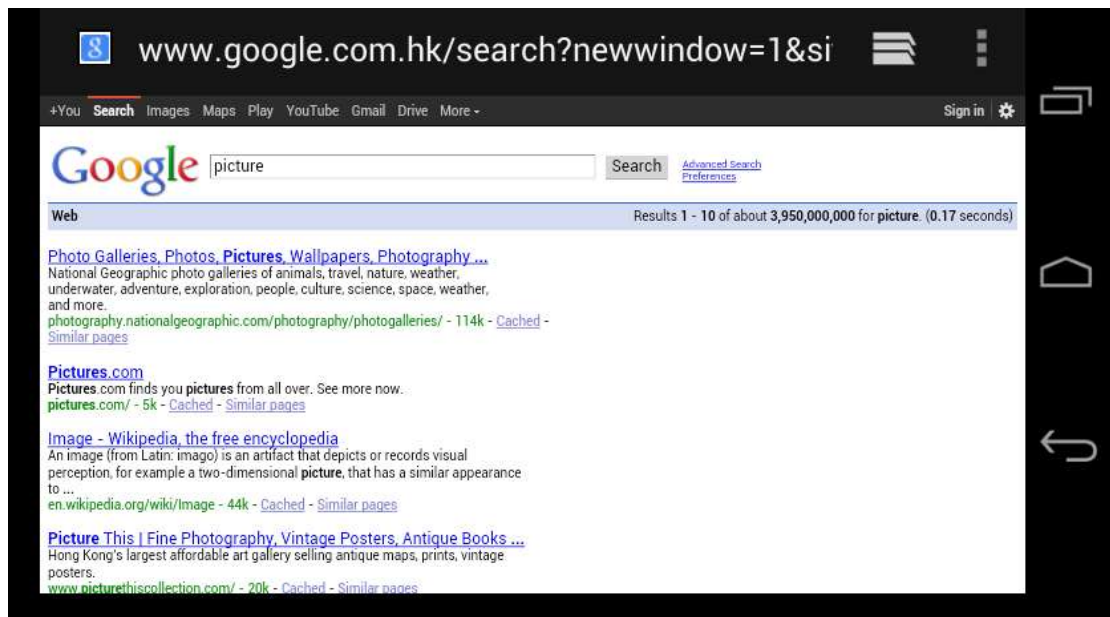 8 www.google.com.hk/search?newwindow=1&si
+You Search Images Maps Play YouTube Gmail Drive More Sign in
Google picture Search Advanced Search
Preferences
Web Results 1 - 10 of about 3,950,000,000 for picture. (0.17 seconds)
Photo Galleries, Photos, Pictures, Wallpapers, Photography ...
National Geographic photo galleries of animals, travel, nature, weather,
underwater, adventure, exploration, people, culture, science, space, weather,
and more.
photography.nationalgeographic.com/photography/photogalleries/ - 114k - Cached -
Similar pages
Pictures.com
Pictures.com finds you pictures from all over. See more now.
pictures.com/ - 5k - Cached - Similar pages
Image - Wikipedia, the free encyclopedia
An image (from Latin: imago) is an artifact that depicts or records visual
perception, for example a two-dimensional picture, that has a similar appearance
to ...
en.wikipedia.org/wiki/Image - 44k - Cached - Similar pages
Picture This | Fine Photography, Vintage Posters, Antique Books ...
Hong Kong's largest affordable art gallery selling antique maps, prints, vintage
posters.
www.picturethiscollection.com/ - 20k - Cached - Similar pages